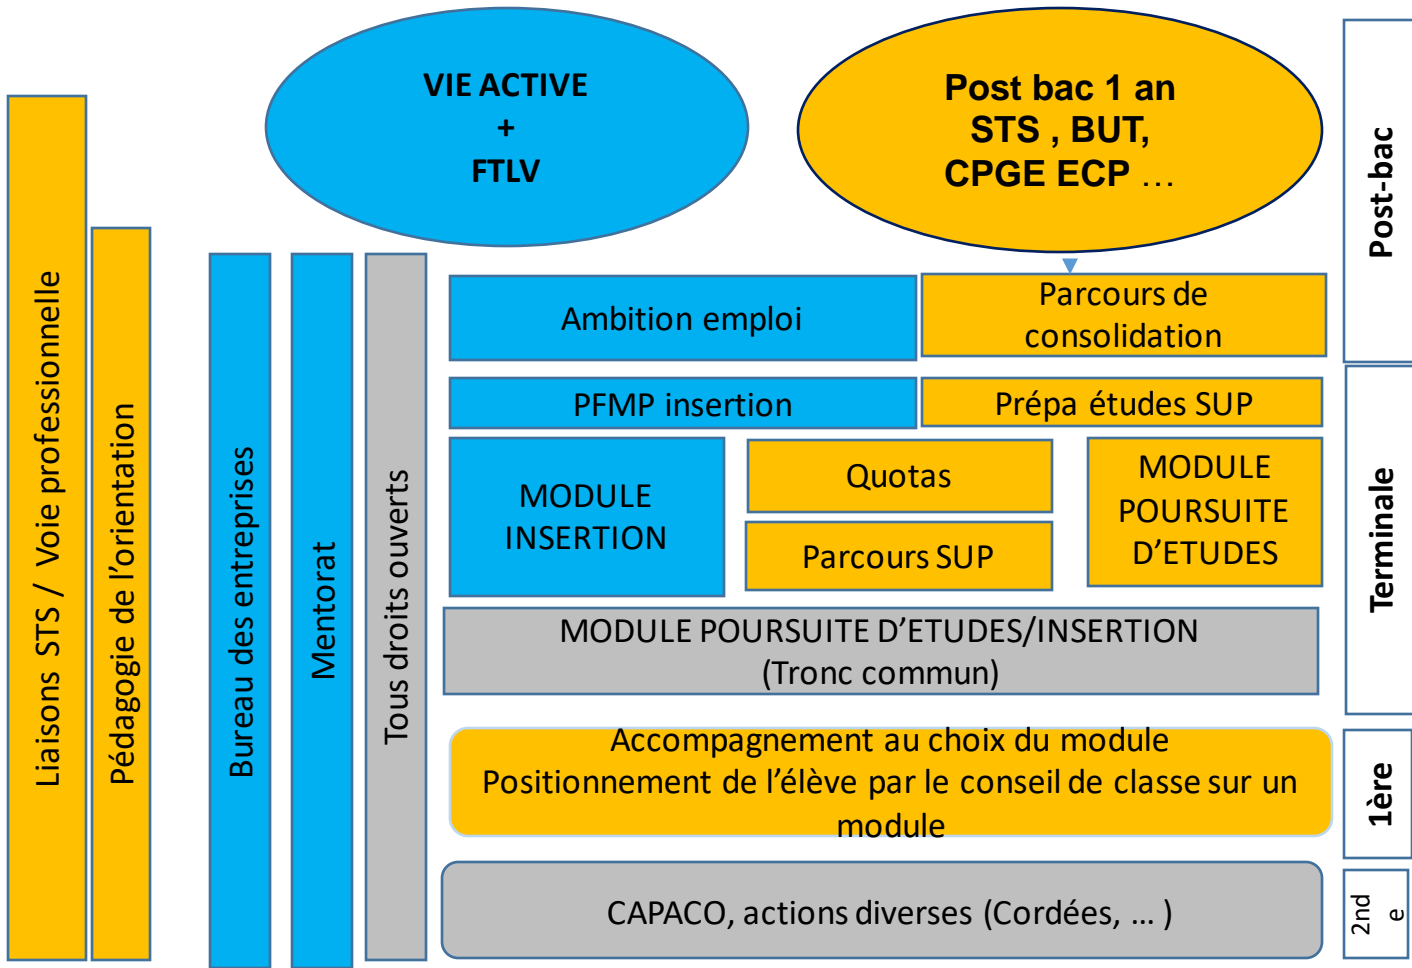 VIE ACTIVE
+
FTLV
Post bac 1 an
STS , BUT,
CPGE ECP …
Post-bac
Liaisons STS / Voie professionnelle
Pédagogie de l’orientation
Bureau des entreprises
Mentorat
Tous droits ouverts
Ambition emploi
Parcours de
consolidation
PFMP insertion
Prépa études SUP
Terminale
MODULE
INSERTION
Quotas
Parcours SUP
MODULE
POURSUITE
D’ETUDES
MODULE POURSUITE D’ETUDES/INSERTION
(Tronc commun)
Accompagnement au choix du module
Positionnement de l’élève par le conseil de classe sur un
module
1ère
CAPACO, actions diverses (Cordées, … )
2nd
e